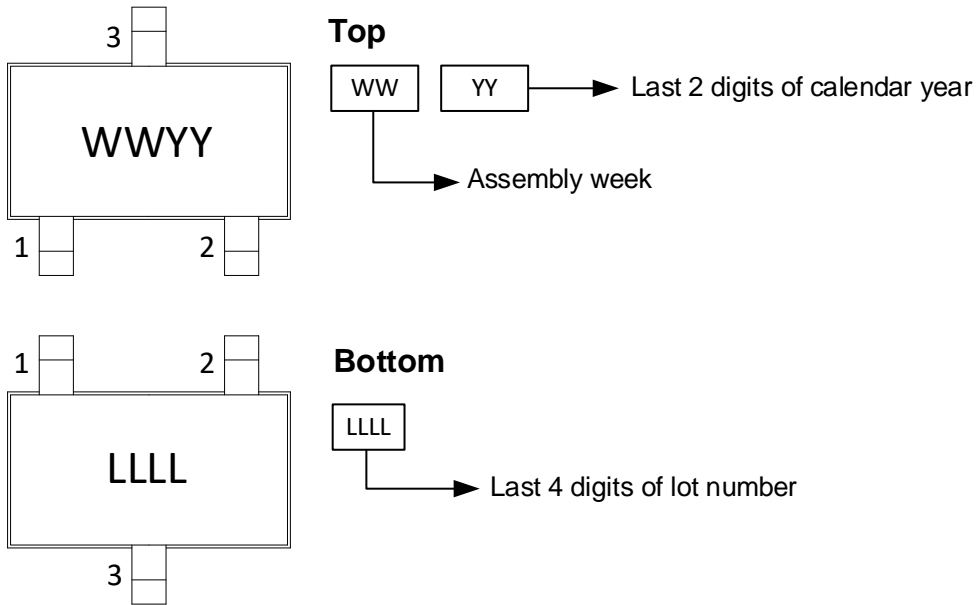 3
Top
WW YY Last 2 digits of calendar year
WWYY
Assembly week
1 2
1 2
Bottom
LLLL
LLLL
Last 4 digits of lot number
3